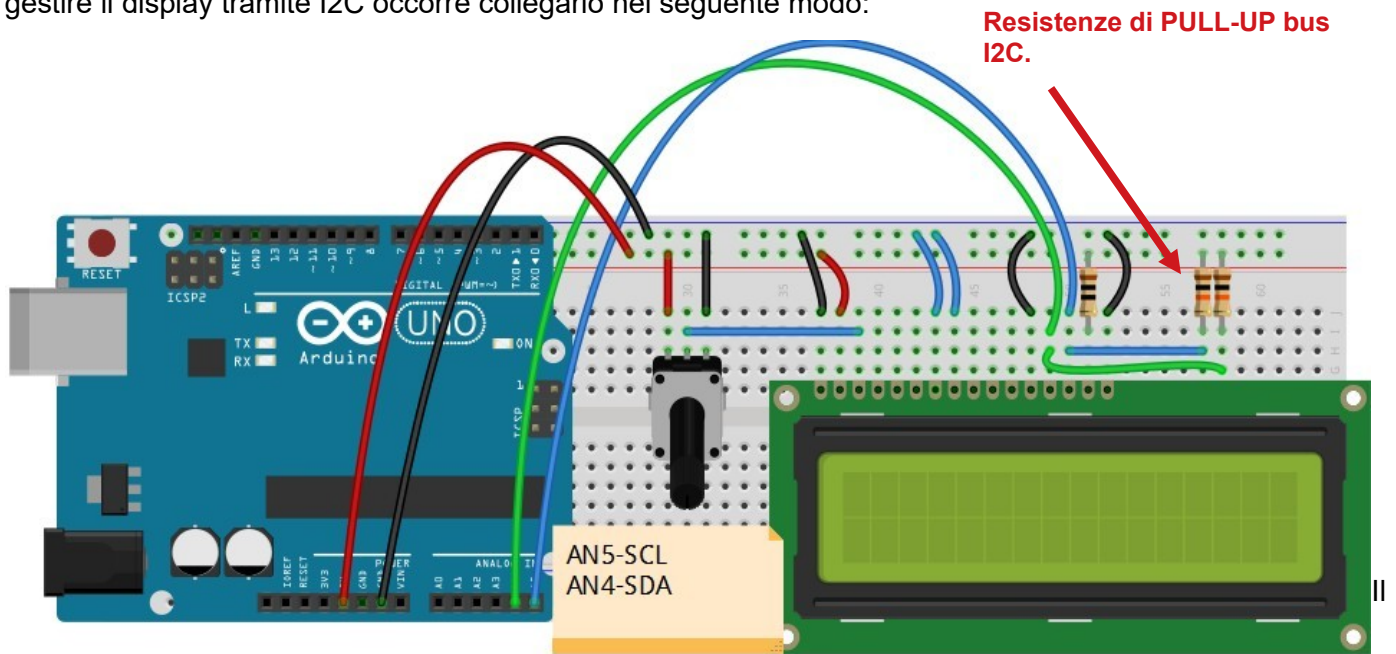 gestire il display tramite I2C occorre collegarlo nel seguente modo:
Resistenze di PULL-UP bus
I2C.
RESET
ICSP2
AREF
GND
13
12
~11
~10
~9
8
7
~6
~5
4
~3
2
TX0▶1
RX0◀0
DIGITAL (PWM=~)
L
TX
RX
UNO
ON
Arduino
1
ICSP
30
35
40
45
55
60
J
I
H
G
IOREF
RESET
3V3
GND
VIN
POWER
ANALOG IN
A0
A1
A2
A3
AN5-SCL
AN4-SDA
Il